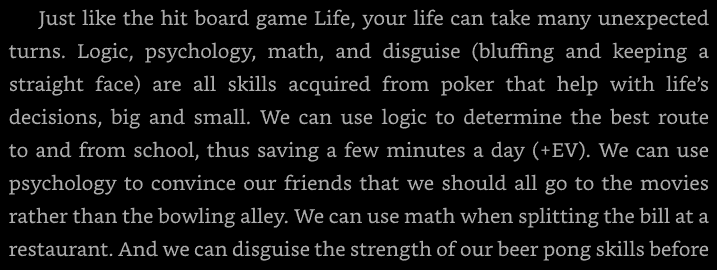 Just like the hit board game Life, your life can take many unexpected
turns. Logic, psychology, math, and disguise (bluffing and keeping a
straight face) are all skills acquired from poker that help with life’s
decisions, big and small. We can use logic to determine the best route
to and from school, thus saving a few minutes a day (+EV). We can use
psychology to convince our friends that we should all go to the movies
rather than the bowling alley. We can use math when splitting the bill at a
restaurant. And we can disguise the strength of our beer pong skills before